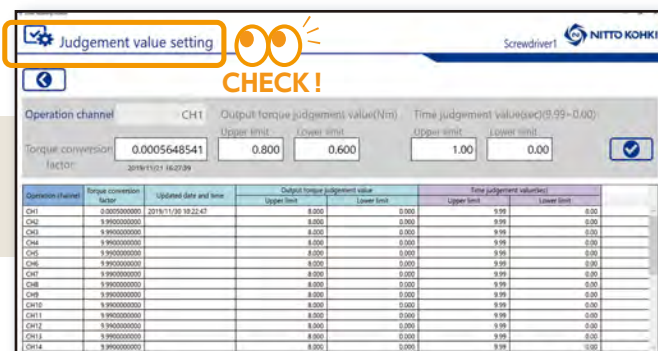 Judgement value setting
Screwdriver1
NITTO KOHKI
CHECK!
Operation channel CH1 Output torque judgement value(Nm) Time judgement value(sec)(9.99~0.00)
Upper limit Lower limit Upper limit Lower limit
Torque conversion factor 0.0005648541 0.800 0.600 1.00 0.00
2019/11/21 16:27:39
Operation channel Torque conversion factor Updated date and time Output torque judgement value Time judgement value(sec)
Upper limit Lower limit Upper limit Lower limit
CH1 0.0005000000 2019/11/30 10:22:47 8.000 0.000 9.99 0.00
CH2 9.9900000000 8.000 0.000 9.99 0.00
CH3 9.9900000000 8.000 0.000 9.99 0.00
CH4 9.9900000000 8.000 0.000 9.99 0.00
CH5 9.9900000000 8.000 0.000 9.99 0.00
CH6 9.9900000000 8.000 0.000 9.99 0.00
CH7 9.9900000000 8.000 0.000 9.99 0.00
CH8 9.9900000000 8.000 0.000 9.99 0.00
CH9 9.9900000000 8.000 0.000 9.99 0.00
CH10 9.9900000000 8.000 0.000 9.99 0.00
CH11 9.9900000000 8.000 0.000 9.99 0.00
CH12 9.9900000000 8.000 0.000 9.99 0.00
CH13 9.9900000000 8.000 0.000 9.99 0.00
CH14 9.9900000000 8.000 0.000 9.99 0.00